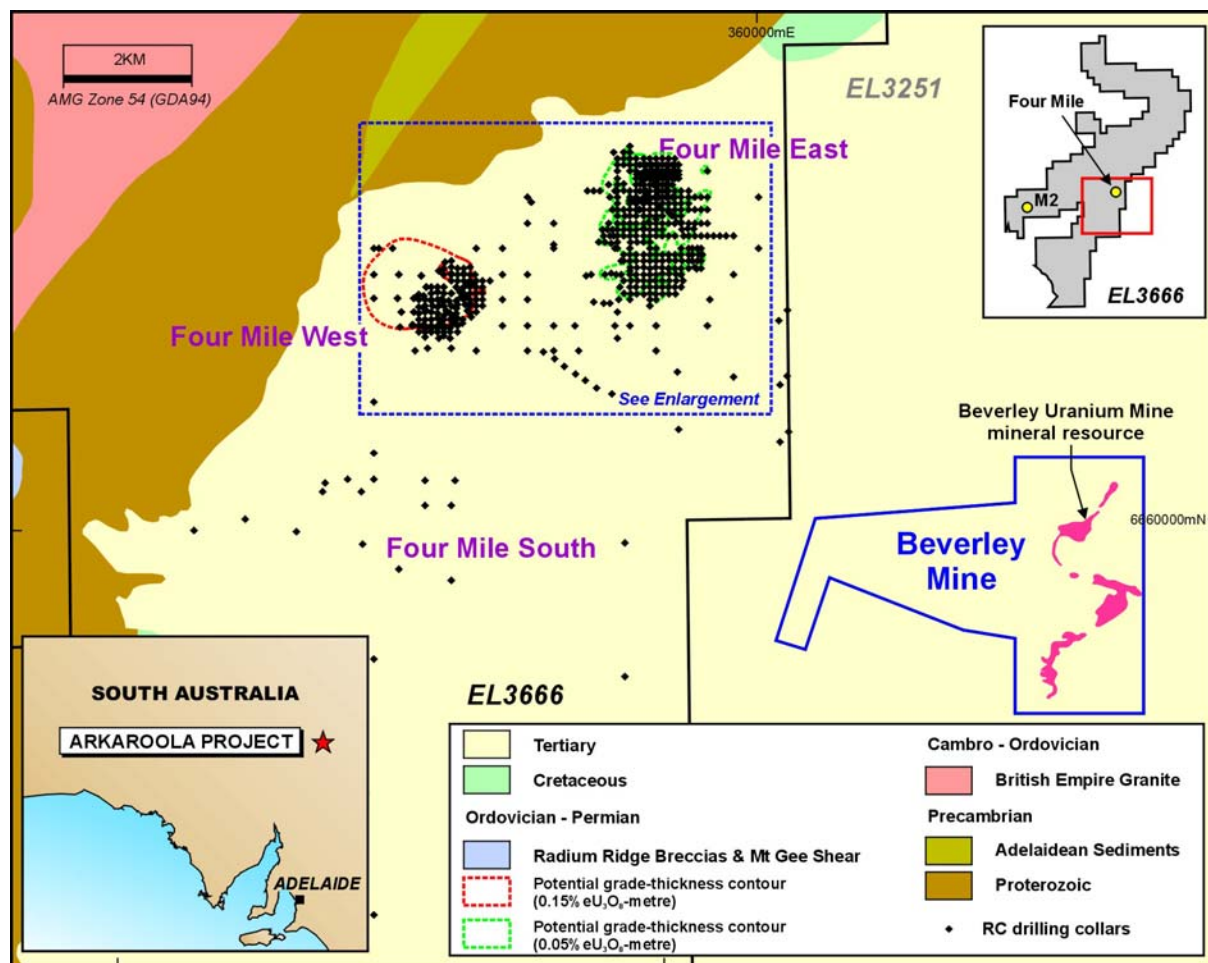 2KM
AMG Zone 54 (GDA94)
360000mE
EL3251
Four Mile
M2
EL3666
Four Mile East
Four Mile West
See Enlargement
Beverley Uranium Mine
mineral resource
6660000mN
Four Mile South
Beverley
Mine
EL3666
SOUTH AUSTRALIA
ARKAROOLA PROJECT
ADELAIDE
Tertiary
Cretaceous
Ordovician - Permian
Radium Ridge Breccias & Mt Gee Shear
Potential grade-thickness contour
(0.15% eU₃O₈-metre)
Potential grade-thickness contour
(0.05% eU₃O₈-metre)
Cambro - Ordovician
British Empire Granite
Precambrian
Adelaidean Sediments
Proterozoic
RC drilling collars